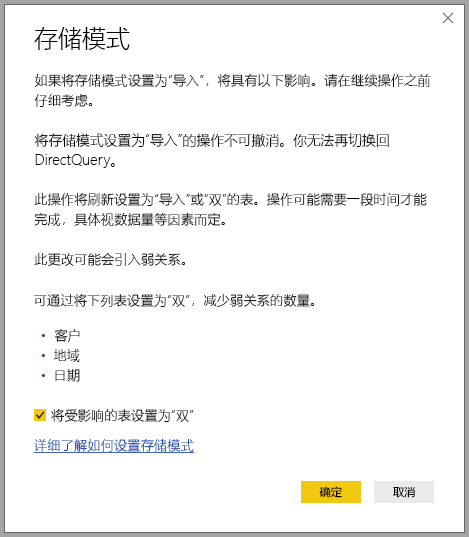 存储模式
如果将存储模式设置为“导入”，将具有以下影响。请在继续操作之前
仔细考虑。
将存储模式设置为“导入”的操作不可撤消。你无法再切换回
DirectQuery。
此操作将刷新设置为“导入”或“双”的表。操作可能需要一段时间才能
完成，具体视数据量等因素而定。
此更改可能会引入弱关系。
可通过将下列表设置为“双”，减少弱关系的数量。
• 客户
• 地域
• 日期
将受影响的表设置为“双”
详细了解如何设置存储模式
确定
取消